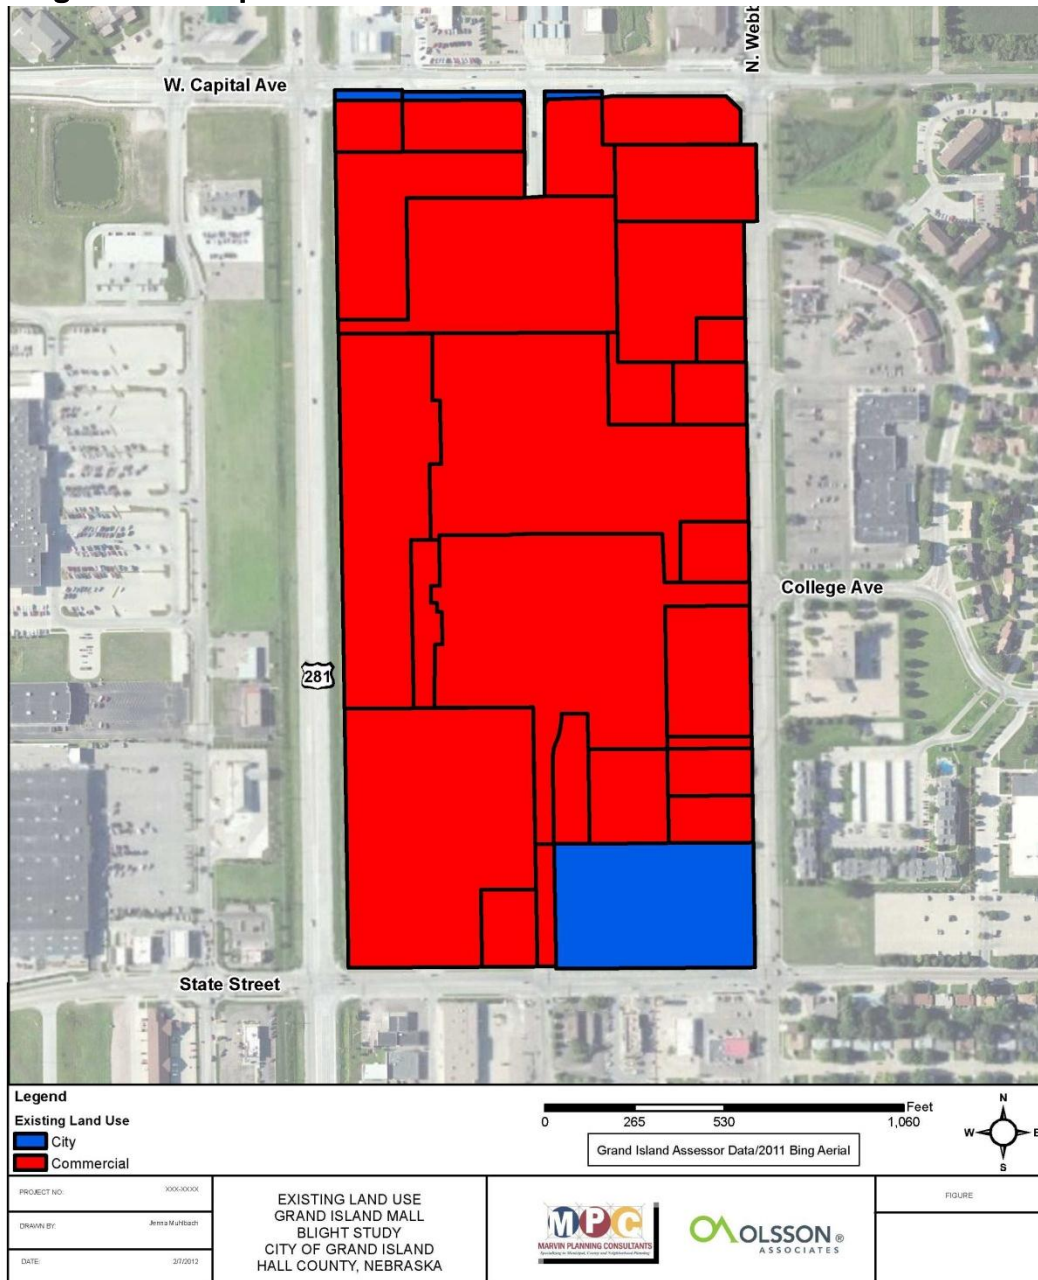 W. Capital Ave
N. Webb
College Ave
281
State Street
Legend
Existing Land Use
City
Commercial
0 265 530 1,060 Feet
Grand Island Assessor Data/2011 Bing Aerial
N
W E
S
PROJECT NO: XXX-XXXX
DRAWN BY: Jenna Muhlbach
DATE: 2/7/2012
EXISTING LAND USE
GRAND ISLAND MALL
BLIGHT STUDY
CITY OF GRAND ISLAND
HALL COUNTY, NEBRASKA
MPC
MARVIN PLANNING CONSULTANTS
OA OLSSON ®
ASSOCIATES
FIGURE